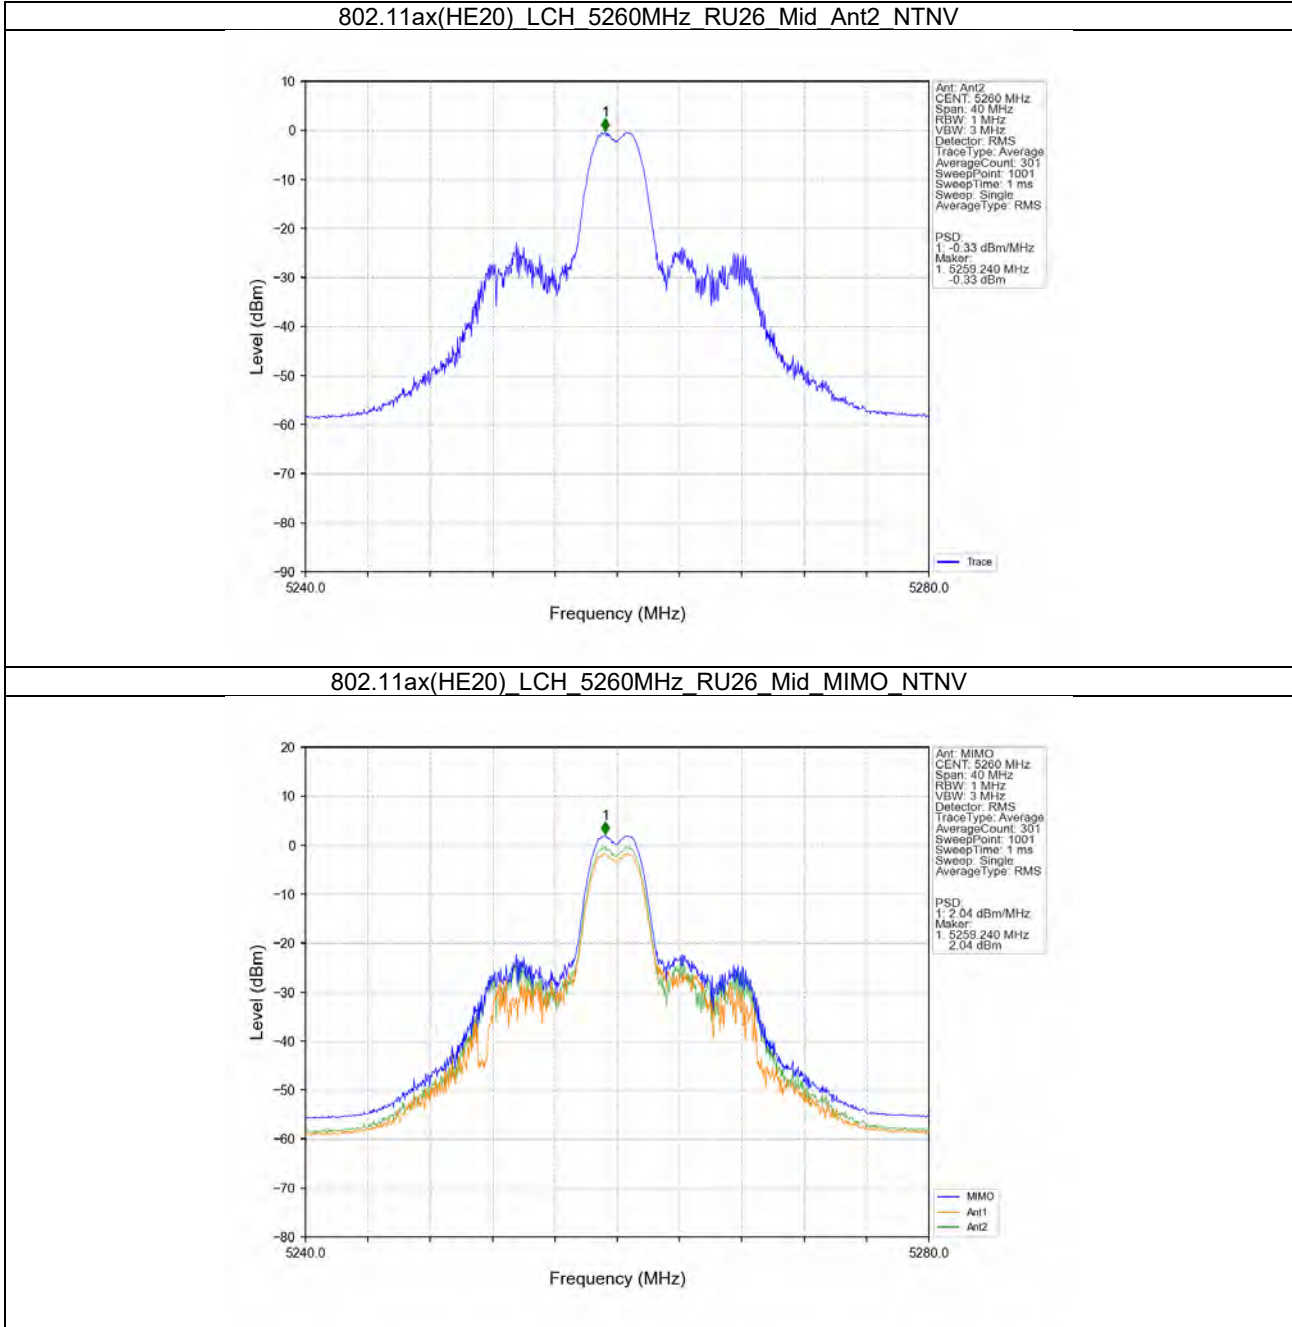 802.11ax(HE20)_LCH_5260MHz_RU26_Mid_Ant2_NTNV
10
0
-10
-20
-30
-40
-50
-60
-70
-80
-90
Level (dBm)
1
5240.0
5280.0
Frequency (MHz)
Ant: Ant2
CENT: 5260 MHz
Span: 40 MHz
RBW: 1 MHz
VBW: 3 MHz
Detector: RMS
TraceType: Average
AverageCount: 301
SweepPoint: 1001
SweepTime: 1 ms
Sweep: Single
AverageType: RMS
PSD:
1: -0.33 dBm/MHz
Maker:
1. 5259.240 MHz
-0.33 dBm
Trace
802.11ax(HE20)_LCH_5260MHz_RU26_Mid_MIMO_NTNV
20
10
0
-10
-20
-30
-40
-50
-60
-70
-80
Level (dBm)
1
5240.0
5280.0
Frequency (MHz)
Ant: MIMO
CENT: 5260 MHz
Span: 40 MHz
RBW: 1 MHz
VBW: 3 MHz
Detector: RMS
TraceType: Average
AverageCount: 301
SweepPoint: 1001
SweepTime: 1 ms
Sweep: Single
AverageType: RMS
PSD:
1: 2.04 dBm/MHz
Maker:
1. 5259.240 MHz
2.04 dBm
MIMO
Ant1
Ant2